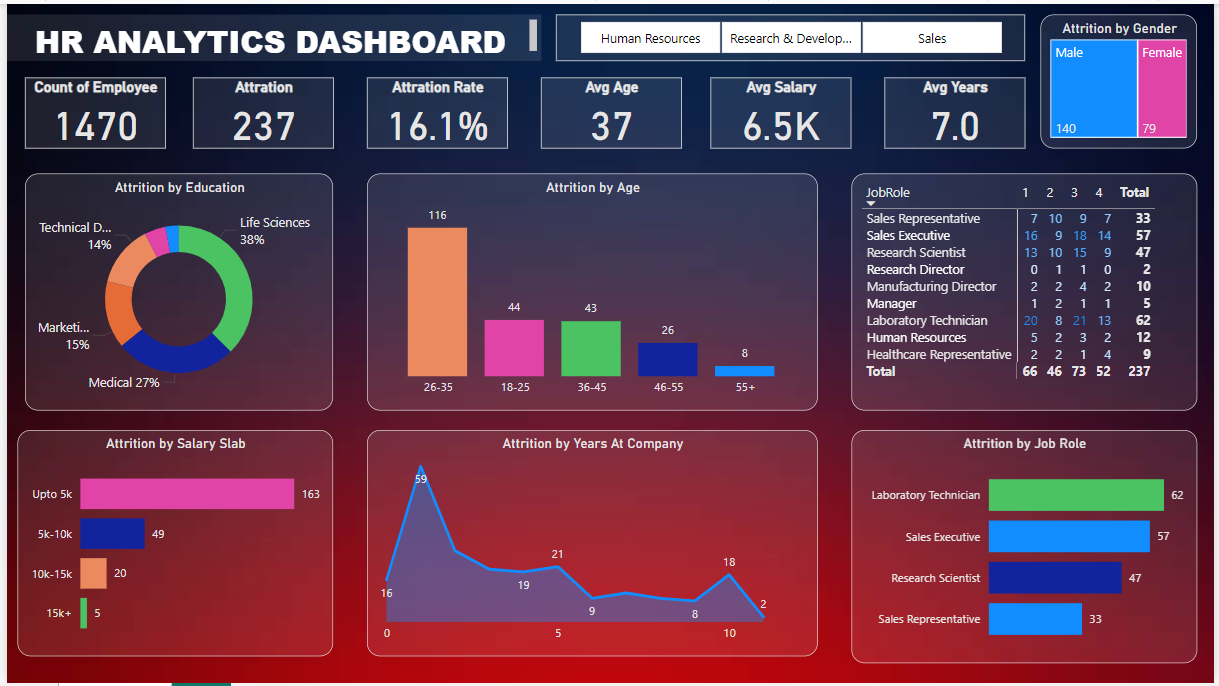 HR ANALYTICS DASHBOARD
Human Resources
Research & Develop...
Sales
Attrition by Gender
Male
Female
140
79
Count of Employee
1470
Attration
237
Attration Rate
16.1%
Avg Age
37
Avg Salary
6.5K
Avg Years
7.0
Attrition by Education
Life Sciences
38%
Technical D...
14%
Marketi...
15%
Medical 27%
Attrition by Age
116
44
43
26
8
26-35 18-25 36-45 46-55 55+
JobRole 1 2 3 4 Total
Sales Representative 7 10 9 7 33
Sales Executive 16 9 18 14 57
Research Scientist 13 10 15 9 47
Research Director 0 1 1 0 2
Manufacturing Director 2 2 4 2 10
Manager 1 2 1 1 5
Laboratory Technician 20 8 21 13 62
Human Resources 5 2 3 2 12
Healthcare Representative 2 2 1 4 9
Total 66 46 73 52 237
Attrition by Salary Slab
Upto 5k 163
5k-10k 49
10k-15k 20
15k+ 5
Attrition by Years At Company
59
16
19
21
9
8
18
2
0 5 10
Attrition by Job Role
Laboratory Technician 62
Sales Executive 57
Research Scientist 47
Sales Representative 33